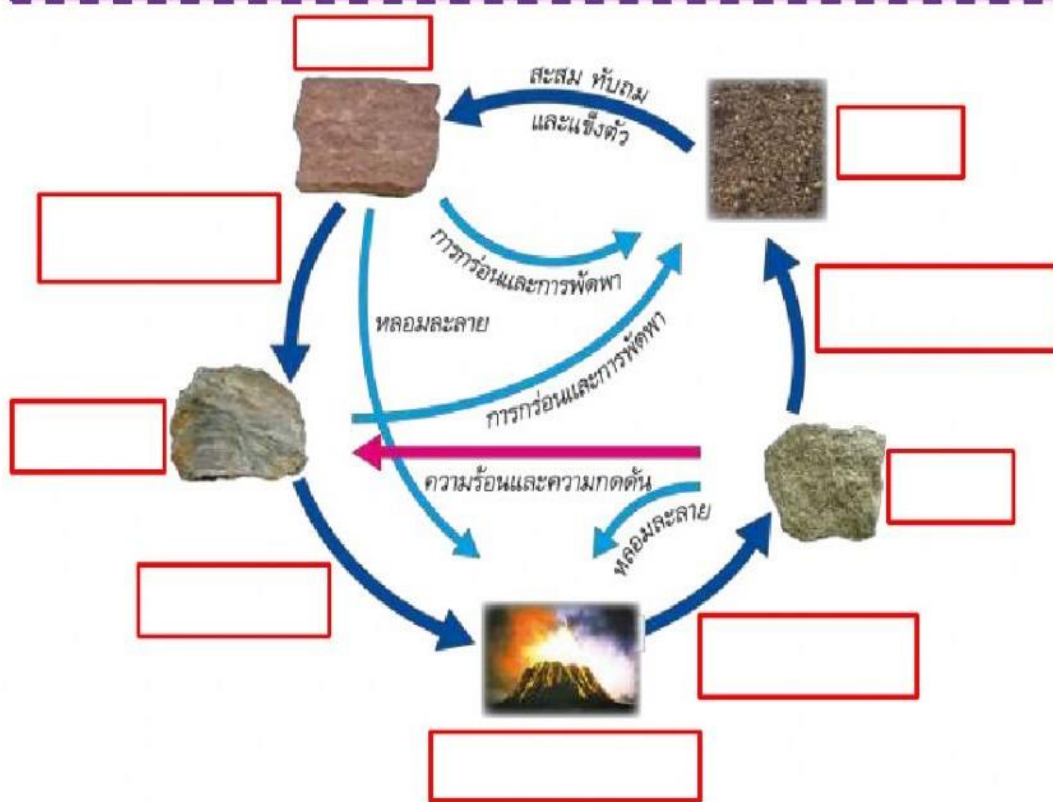 สะสม ทับถม
และแข็งตัว
การกร่อนและการพัดพา
หลอมละลาย
การกร่อนและการพัดพา
ความร้อนและความกดดัน
หลอมละลาย